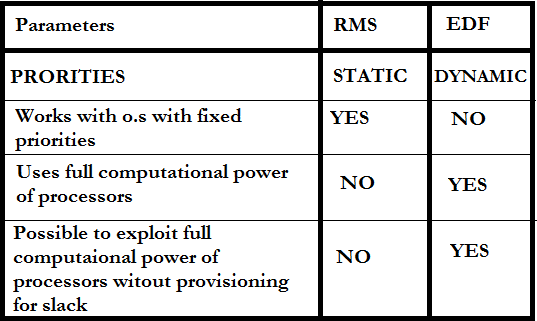 Parameters RMS EDF
PRORITIES STATIC DYNAMIC
Works with o.s with fixed YES NO
priorities
Uses full computational power NO YES
of processors
Possible to exploit full
computaional power of NO YES
processors witout provisioning
for slack